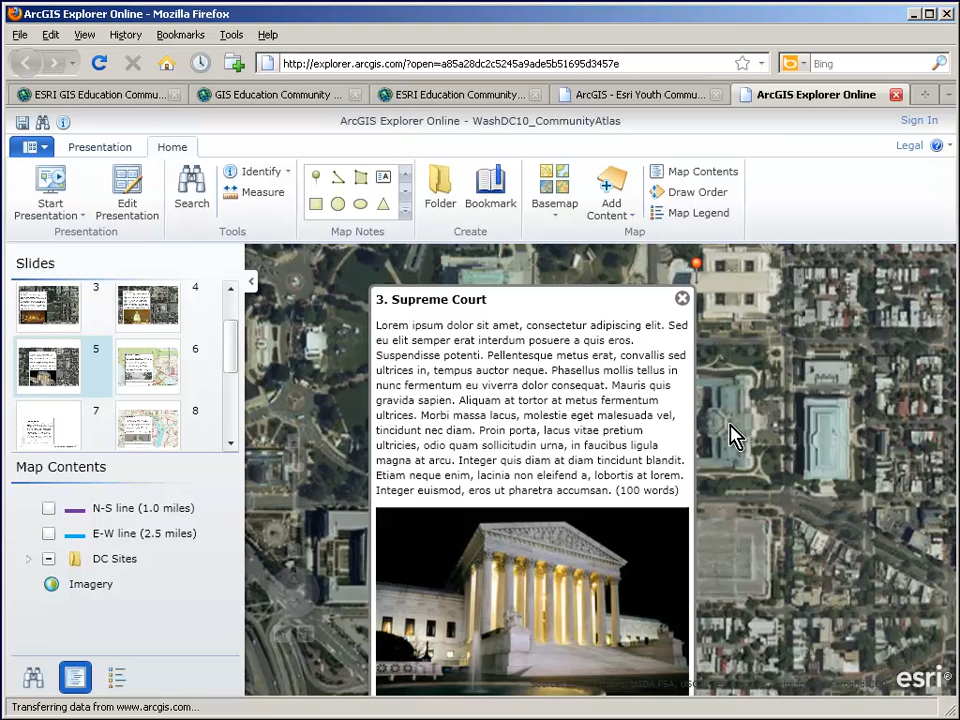 ArcGIS Explorer Online - Mozilla Firefox
File Edit View History Bookmarks Tools Help
http://explorer.arcgis.com/?open=a85a28dc2c5245a9ade5b51695d3457e
Bing
ESRI GIS Education Commu...
GIS Education Community ...
ESRI Education Community...
ArcGIS - Esri Youth Commu...
ArcGIS Explorer Online
ArcGIS Explorer Online - WashDC10_CommunityAtlas
Sign In
Presentation Home
Legal
Start Presentation
Edit Presentation
Presentation
Search
Identify
Measure
Tools
A
Map Notes
Folder
Bookmark
Create
Basemap
Add Content
Map Contents
Draw Order
Map Legend
Map
Slides
3 4
5 6
7 8
Map Contents
N-S line (1.0 miles)
E-W line (2.5 miles)
DC Sites
Imagery
3. Supreme Court
Lorem ipsum dolor sit amet, consectetur adipiscing elit. Sed
eu elit semper erat interdum posuere a quis eros.
Suspendisse potenti. Pellentesque metus erat, convallis sed
ultrices in, tempus auctor neque. Phasellus mollis tellus in
nunc fermentum eu viverra dolor consequat. Mauris quis
gravida sapien. Aliquam at tortor at metus fermentum
ultrices. Morbi massa lacus, molestie eget malesuada vel,
tincidunt nec diam. Proin porta, lacus vitae pretium
ultricies, odio quam sollicitudin urna, in faucibus ligula
magna at arcu. Integer quis diam at diam tincidunt blandit.
Etiam neque enim, lacinia non eleifend a, lobortis at lorem.
Integer euismod, eros ut pharetra accumsan. (100 words)
esri
Transferring data from www.arcgis.com...